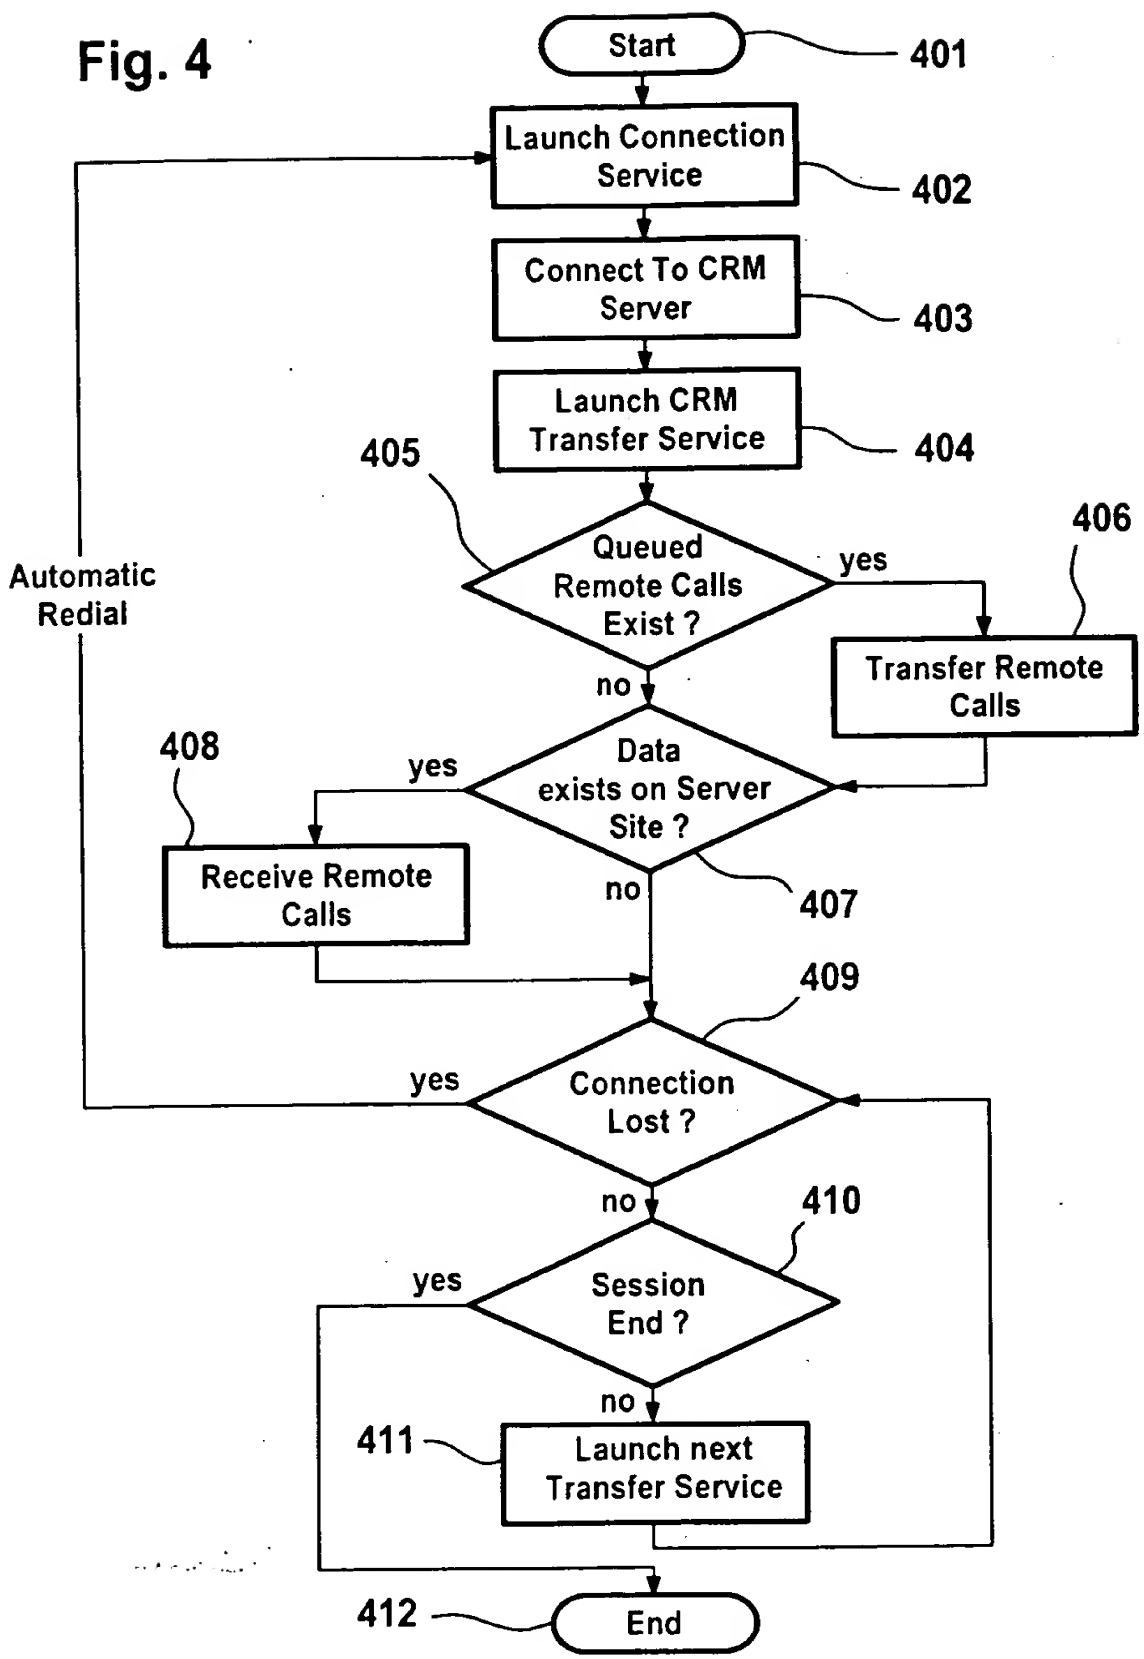 Fig. 4
Start
401
Launch Connection
Service
402
Connect To CRM
Server
403
Launch CRM
Transfer Service
404
405
Queued
Remote Calls
Exist ?
yes
406
Automatic
Redial
Transfer Remote
Calls
no
408
yes
Data
exists on Server
Site ?
Receive Remote
Calls
no
407
409
yes
Connection
Lost ?
no
410
yes
Session
End ?
no
411
Launch next
Transfer Service
412
End